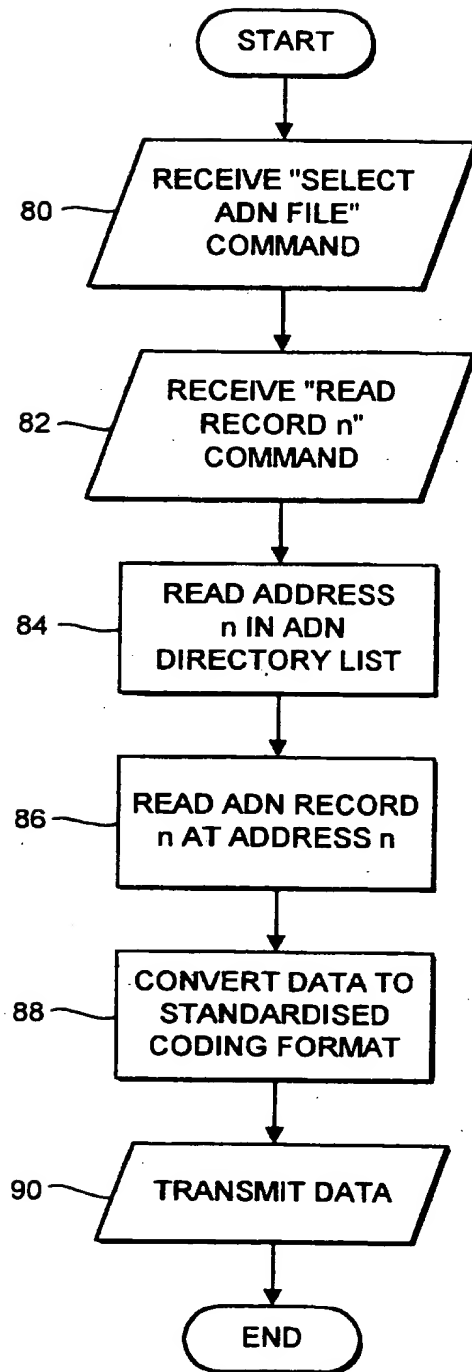 START
80
RECEIVE "SELECT
ADN FILE"
COMMAND
82
RECEIVE "READ
RECORD n"
COMMAND
84
READ ADDRESS
n IN ADN
DIRECTORY LIST
86
READ ADN RECORD
n AT ADDRESS n
88
CONVERT DATA TO
STANDARDISED
CODING FORMAT
90
TRANSMIT DATA
END